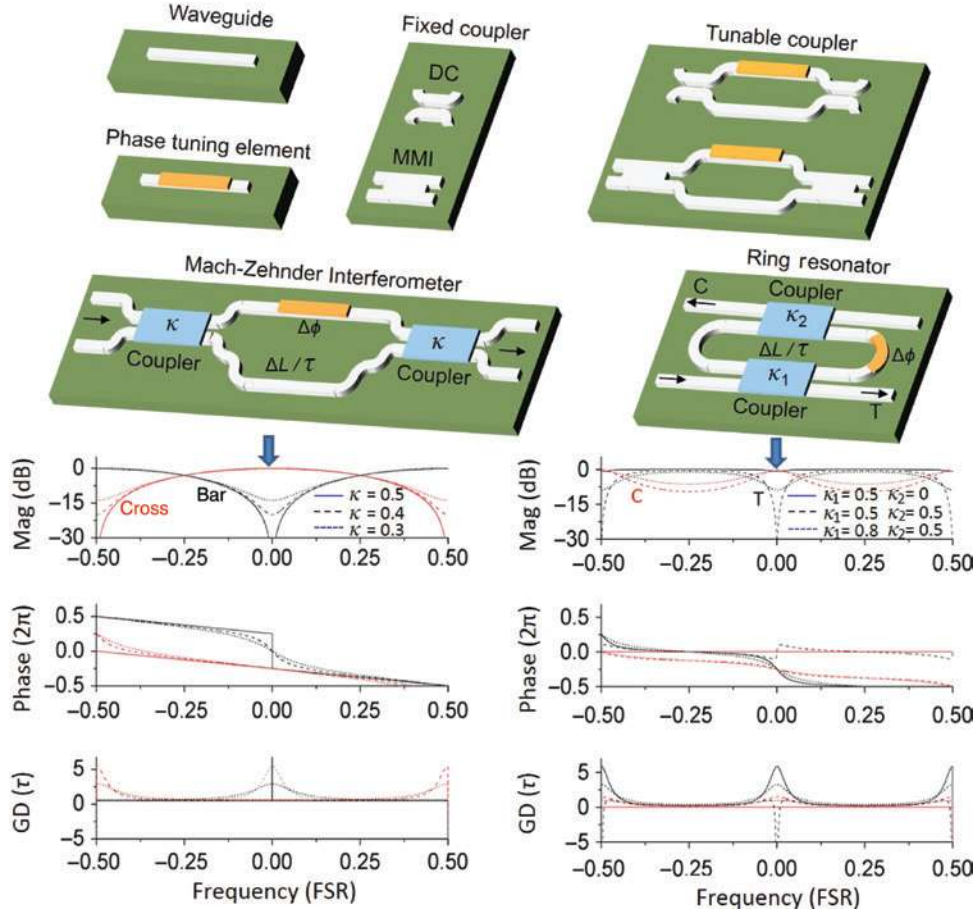 Waveguide
Fixed coupler
Tunable coupler
DC
Phase tuning element
MMI
Mach-Zehnder Interferometer
κ
Coupler
Δϕ
ΔL / τ
κ
Coupler
Ring resonator
C
Coupler
κ₂
ΔL / τ
Δϕ
κ₁
Coupler
T
Mag (dB)
0
−15
−30
Cross
Bar
κ = 0.5
κ = 0.4
κ = 0.3
−0.50 −0.25 0.00 0.25 0.50
Mag (dB)
0
−15
−30
C
T
κ₁= 0.5 κ₂= 0
κ₁= 0.5 κ₂= 0.5
κ₁= 0.8 κ₂= 0.5
−0.50 −0.25 0.00 0.25 0.50
Phase (2π)
0.5
0.0
−0.5
−0.50 −0.25 0.00 0.25 0.50
Phase (2π)
0.5
0.0
−0.5
−0.50 −0.25 0.00 0.25 0.50
GD (τ)
5
0
−5
−0.50 −0.25 0.00 0.25 0.50
Frequency (FSR)
GD (τ)
5
0
−5
−0.50 −0.25 0.00 0.25 0.50
Frequency (FSR)